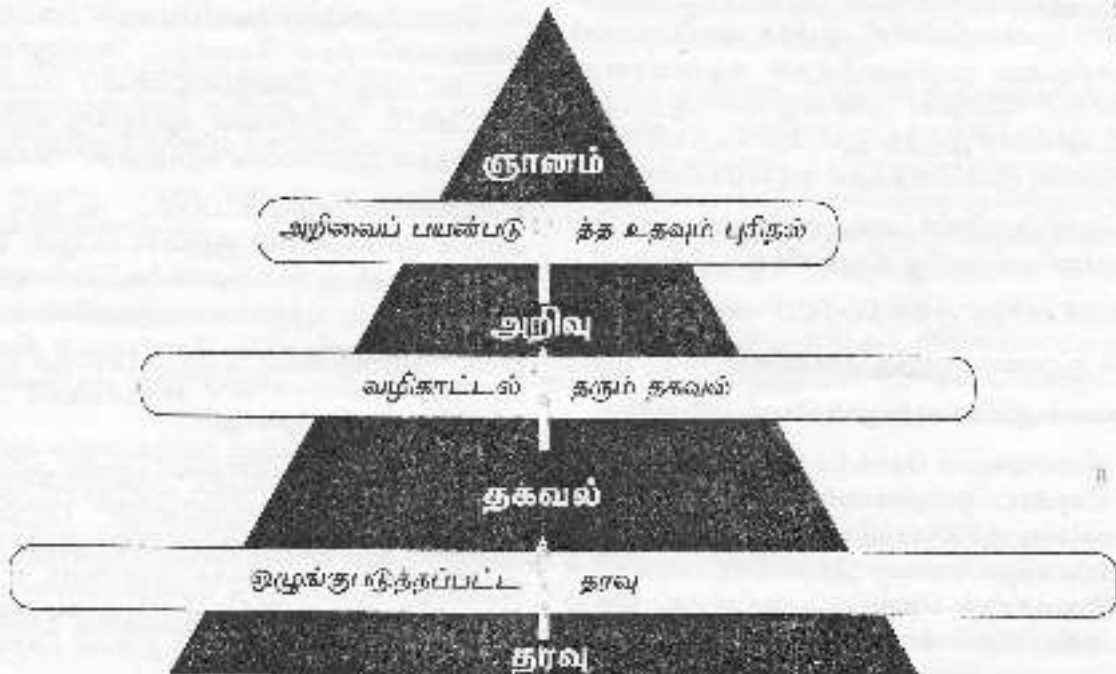 ஞானம்
அறிவைப் பயன்படு த்த உதவும் புரிதல்
அறிவு
வழிகாட்டல் தரும் தகவல்
தகவல்
ஒழுங்குபடுத்தப்பட்ட தரவு
தரவு